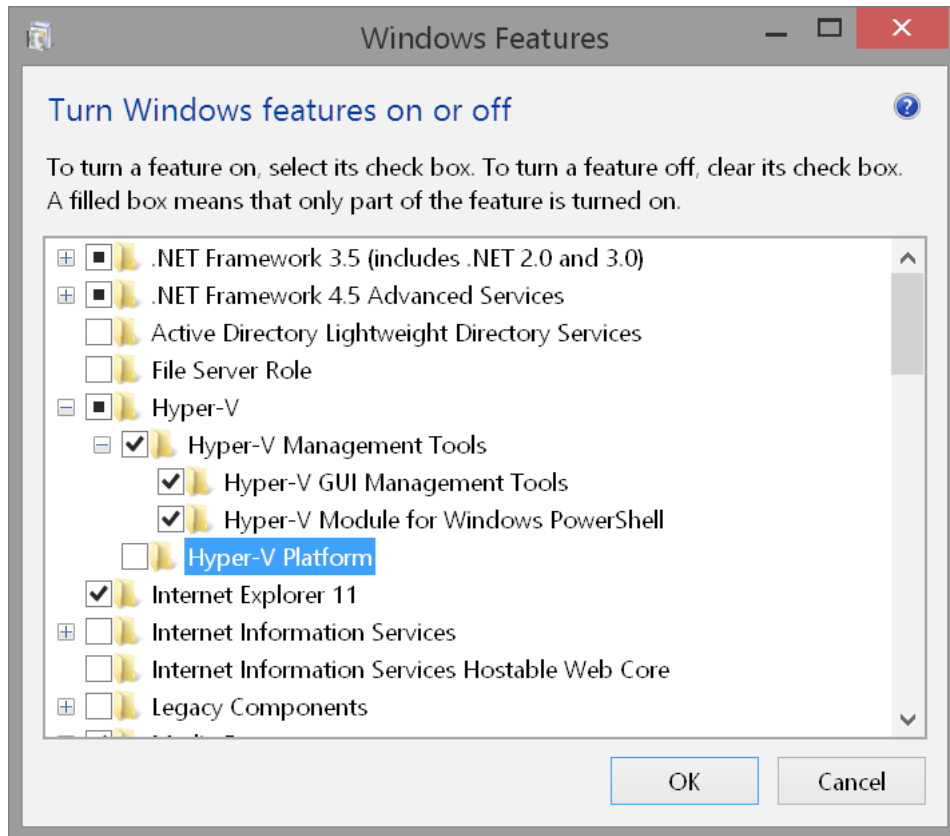 Windows Features
Turn Windows features on or off
To turn a feature on, select its check box. To turn a feature off, clear its check box.
A filled box means that only part of the feature is turned on.
.NET Framework 3.5 (includes .NET 2.0 and 3.0)
.NET Framework 4.5 Advanced Services
Active Directory Lightweight Directory Services
File Server Role
Hyper-V
Hyper-V Management Tools
Hyper-V GUI Management Tools
Hyper-V Module for Windows PowerShell
Hyper-V Platform
Internet Explorer 11
Internet Information Services
Internet Information Services Hostable Web Core
Legacy Components
OK Cancel